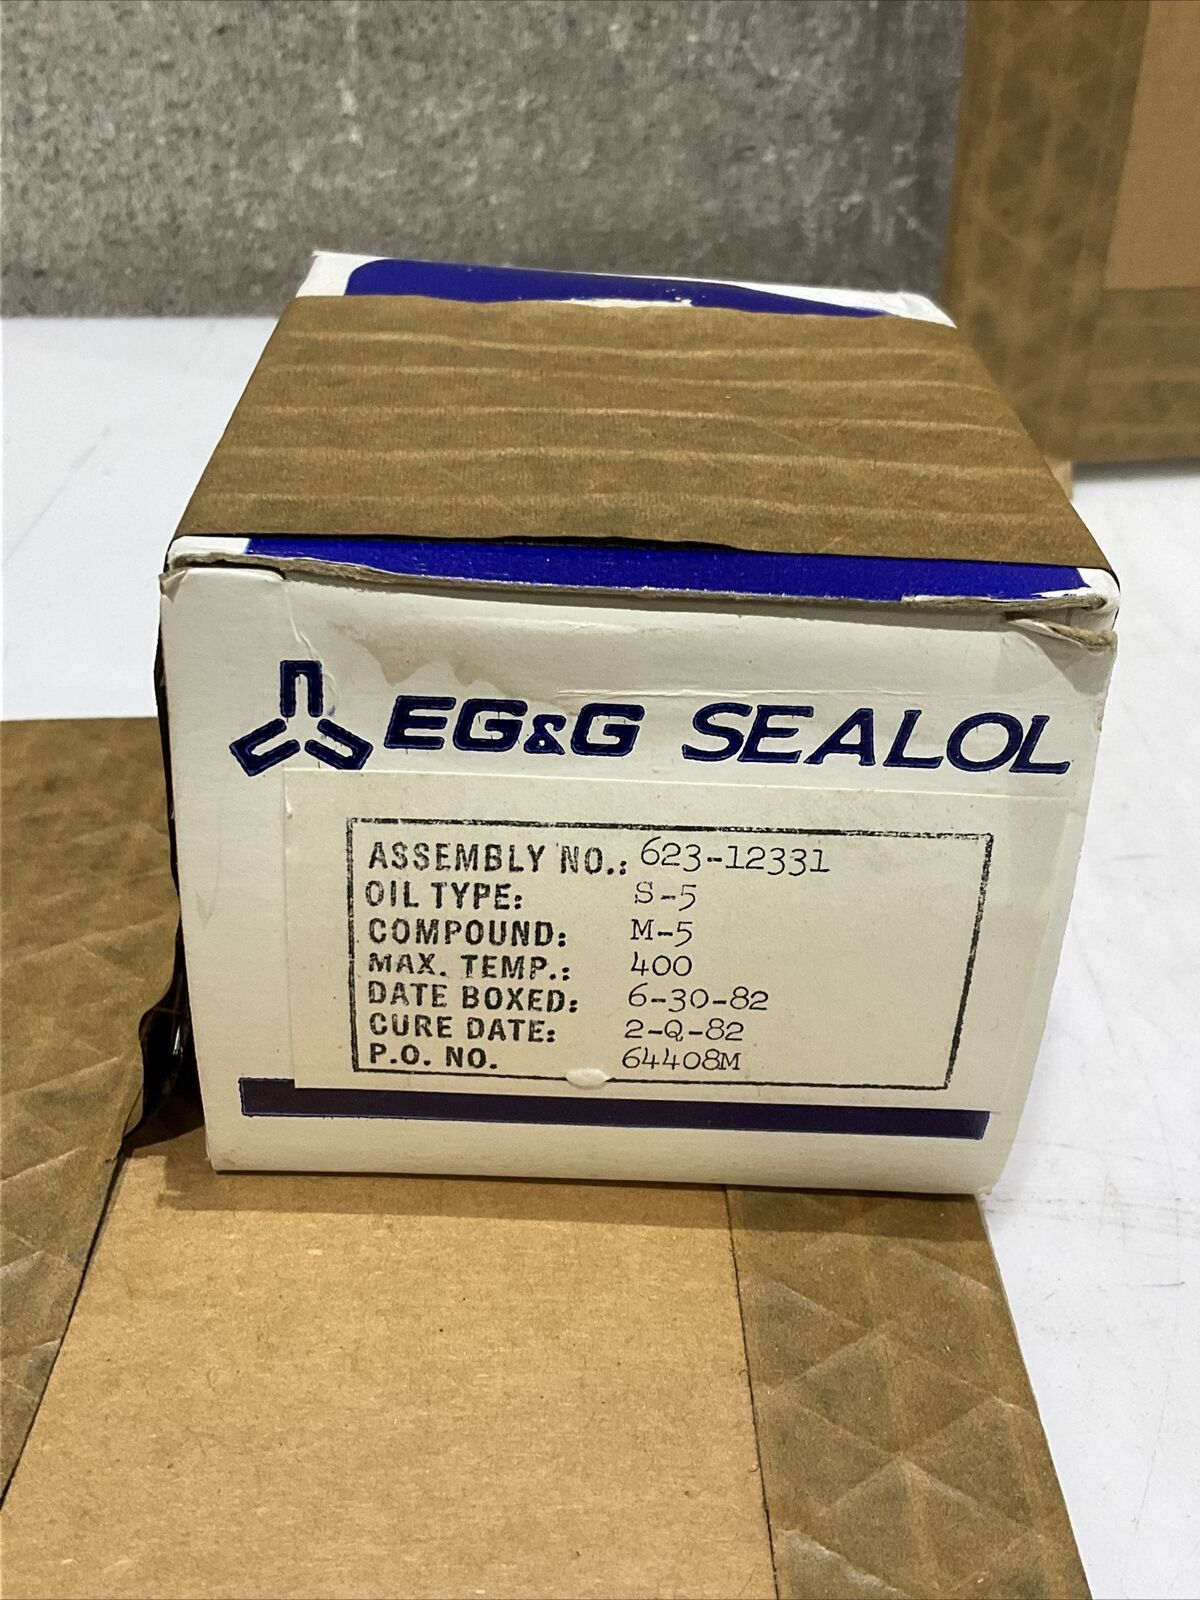 EG&G SEALOL
ASSEMBLY NO.: 623-12331
OIL TYPE: S-5
COMPOUND: M-5
MAX. TEMP.: 400
DATE BOXED: 6-30-82
CURE DATE: 2-Q-82
P.O. NO. 64408M